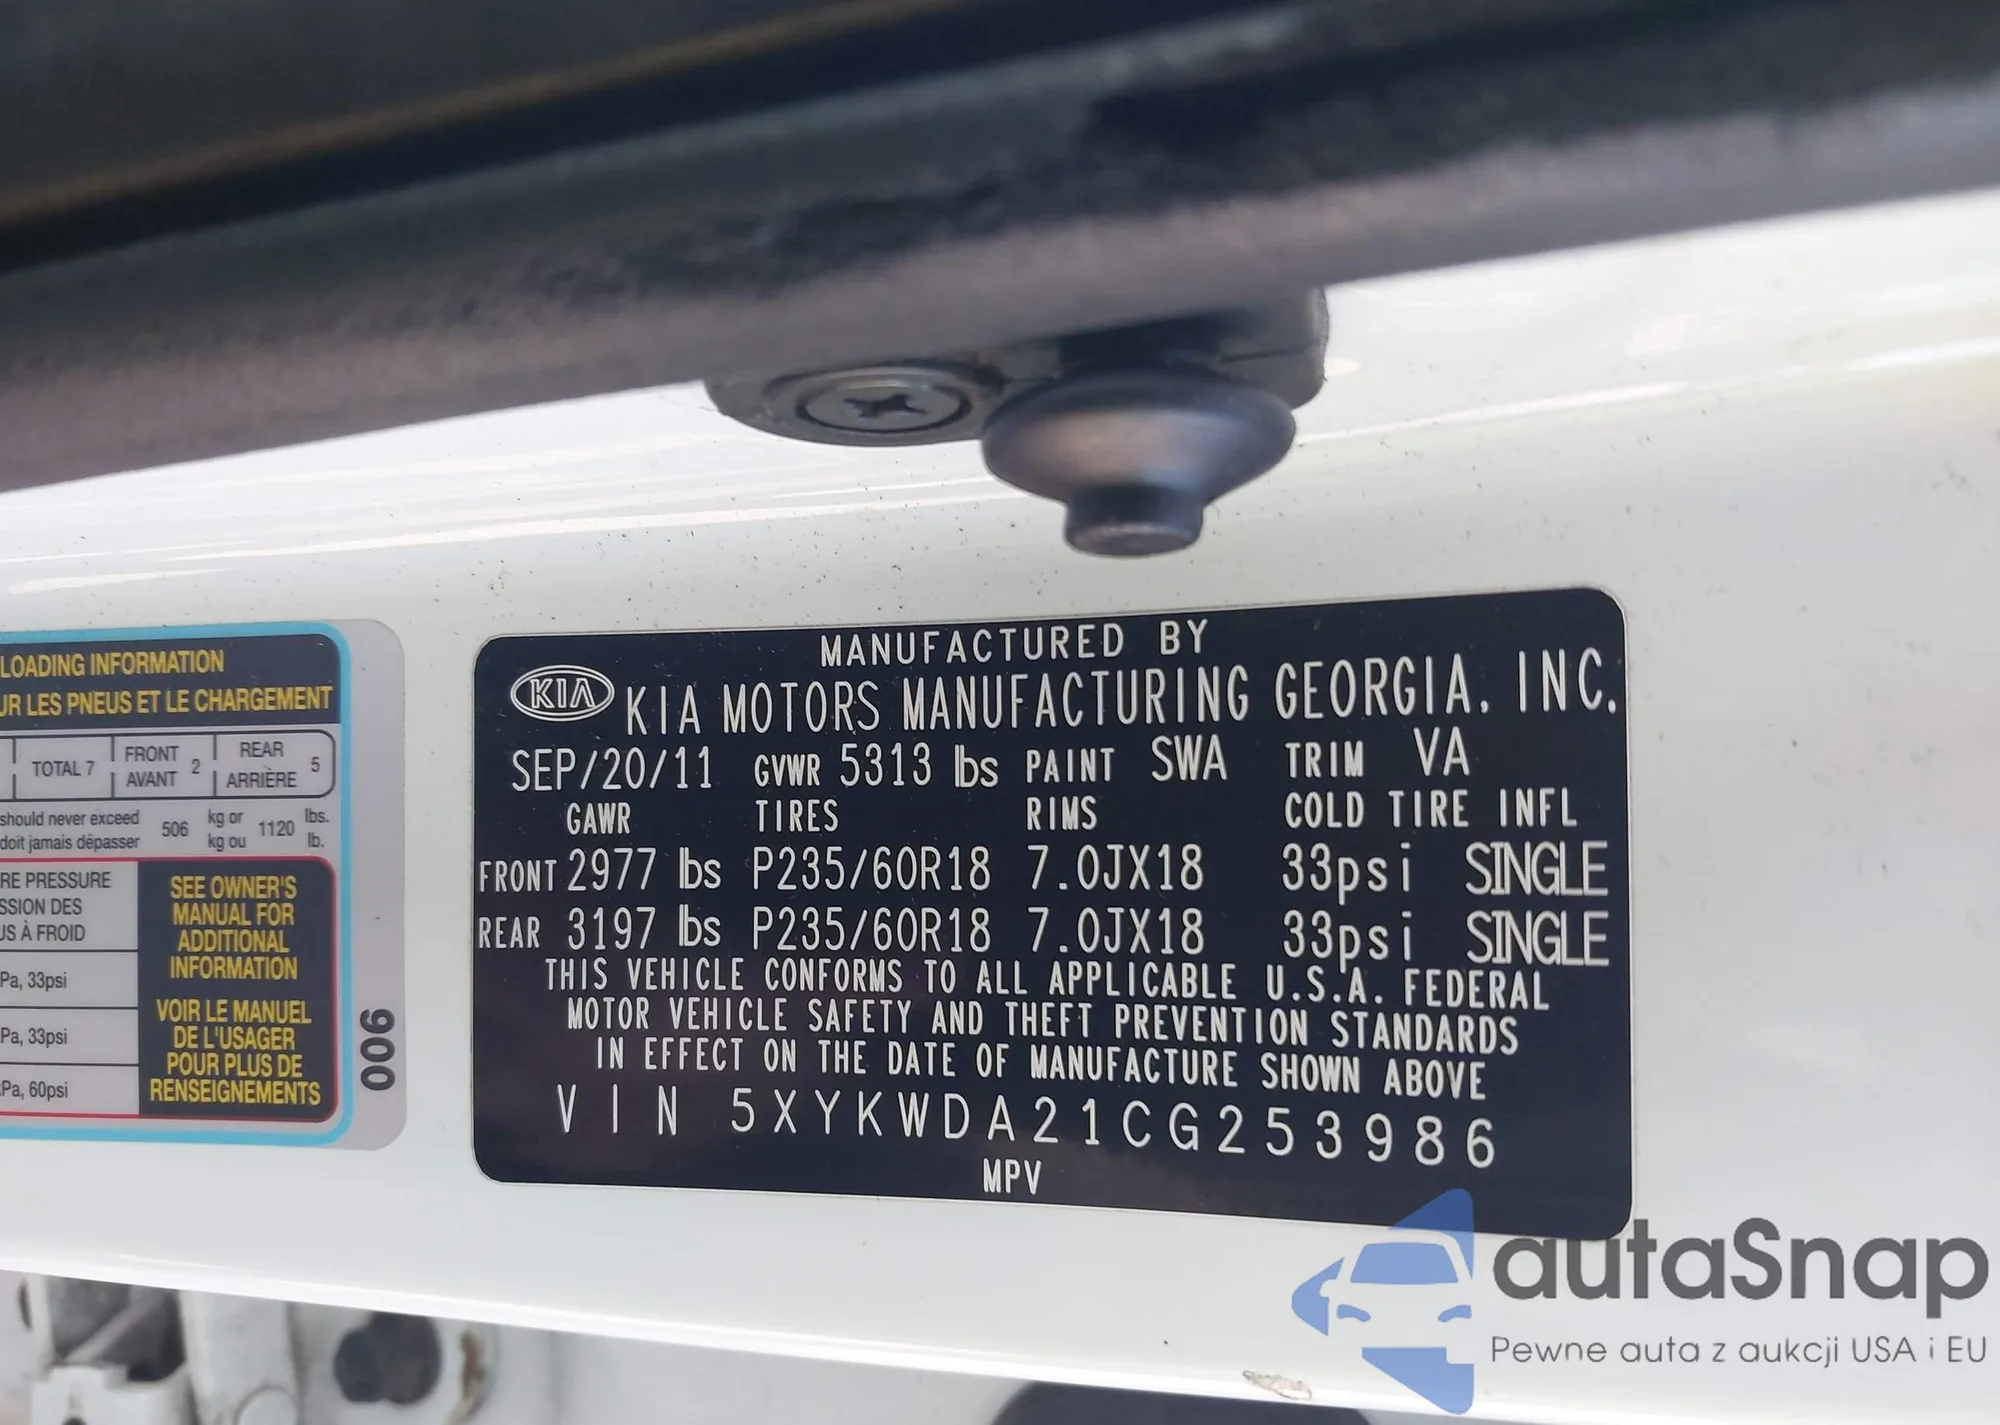 LOADING INFORMATION
UR LES PNEUS ET LE CHARGEMENT
TOTAL 7
FRONT
AVANT 2
REAR
ARRIÈRE 5
should never exceed
doit jamais dépasser
506
kg or
kg ou
1120
lbs.
lb.
RE PRESSURE
SSION DES
US À FROID
Pa, 33psi
Pa, 33psi
Pa, 60psi
SEE OWNER'S
MANUAL FOR
ADDITIONAL
INFORMATION
VOIR LE MANUEL
DE L'USAGER
POUR PLUS DE
RENSEIGNEMENTS
006
MANUFACTURED BY
KIA KIA MOTORS MANUFACTURING GEORGIA, INC.
SEP/20/11 GVWR 5313 lbs PAINT SWA TRIM VA
GAWR TIRES RIMS COLD TIRE INFL
FRONT 2977 lbs P235/60R18 7.0JX18 33psi SINGLE
REAR 3197 lbs P235/60R18 7.0JX18 33psi SINGLE
THIS VEHICLE CONFORMS TO ALL APPLICABLE U.S.A. FEDERAL
MOTOR VEHICLE SAFETY AND THEFT PREVENTION STANDARDS
IN EFFECT ON THE DATE OF MANUFACTURE SHOWN ABOVE
VIN 5XYKWDA21CG253986
MPV
autaSnap
Pewne auta z aukcji USA i EU